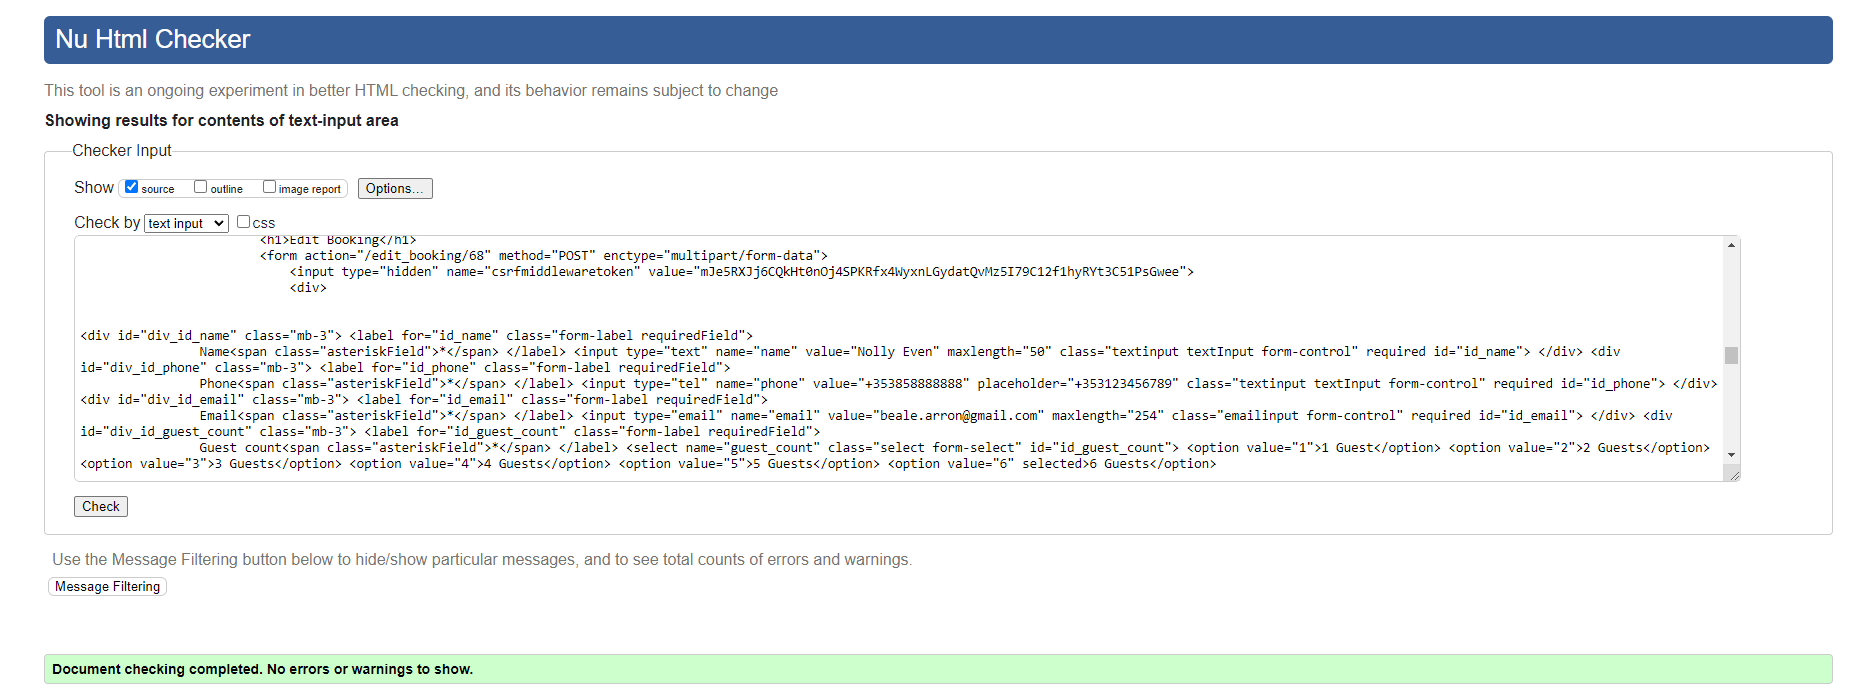 Nu Html Checker
This tool is an ongoing experiment in better HTML checking, and its behavior remains subject to change
Showing results for contents of text-input area
Checker Input
Show source outline image report Options...
Check by text input css
<h1>Edit Booking</h1>
<form action="/edit_booking/68" method="POST" enctype="multipart/form-data">
<input type="hidden" name="csrfmiddlewaretoken" value="mJe5RXJj6CQkHt0nOj4SPKRfx4WyxnLGydatQvMz5I79C12f1hyRYt3C51PsGwee">
<div>
<div id="div_id_name" class="mb-3"> <label for="id_name" class="form-label requiredField">
Name<span class="asteriskField">*</span> </label> <input type="text" name="name" value="Nolly Even" maxlength="50" class="textinput textInput form-control" required id="id_name"> </div> <div
id="div_id_phone" class="mb-3"> <label for="id_phone" class="form-label requiredField">
Phone<span class="asteriskField">*</span> </label> <input type="tel" name="phone" value="+353858888888" placeholder="+353123456789" class="textinput textInput form-control" required id="id_phone"> </div>
<div id="div_id_email" class="mb-3"> <label for="id_email" class="form-label requiredField">
Email<span class="asteriskField">*</span> </label> <input type="email" name="email" value="beale.arron@gmail.com" maxlength="254" class="emailinput form-control" required id="id_email"> </div> <div
id="div_id_guest_count" class="mb-3"> <label for="id_guest_count" class="form-label requiredField">
Guest count<span class="asteriskField">*</span> </label> <select name="guest_count" class="select form-select" id="id_guest_count"> <option value="1">1 Guest</option> <option value="2">2 Guests</option>
<option value="3">3 Guests</option> <option value="4">4 Guests</option> <option value="5">5 Guests</option> <option value="6" selected>6 Guests</option>
Check
Use the Message Filtering button below to hide/show particular messages, and to see total counts of errors and warnings.
Message Filtering
Document checking completed. No errors or warnings to show.